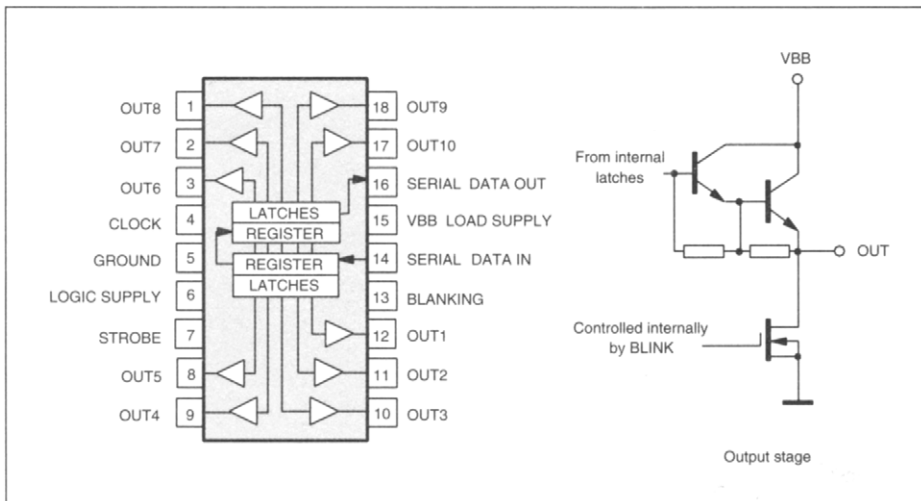 OUT8 1
OUT7 2
OUT6 3
CLOCK 4
GROUND 5
LOGIC SUPPLY 6
STROBE 7
OUT5 8
OUT4 9
LATCHES
REGISTER
REGISTER
LATCHES
18 OUT9
17 OUT10
16 SERIAL DATA OUT
15 VBB LOAD SUPPLY
14 SERIAL DATA IN
13 BLANKING
12 OUT1
11 OUT2
10 OUT3
VBB
From internal
latches
OUT
Controlled internally
by BLINK
Output stage